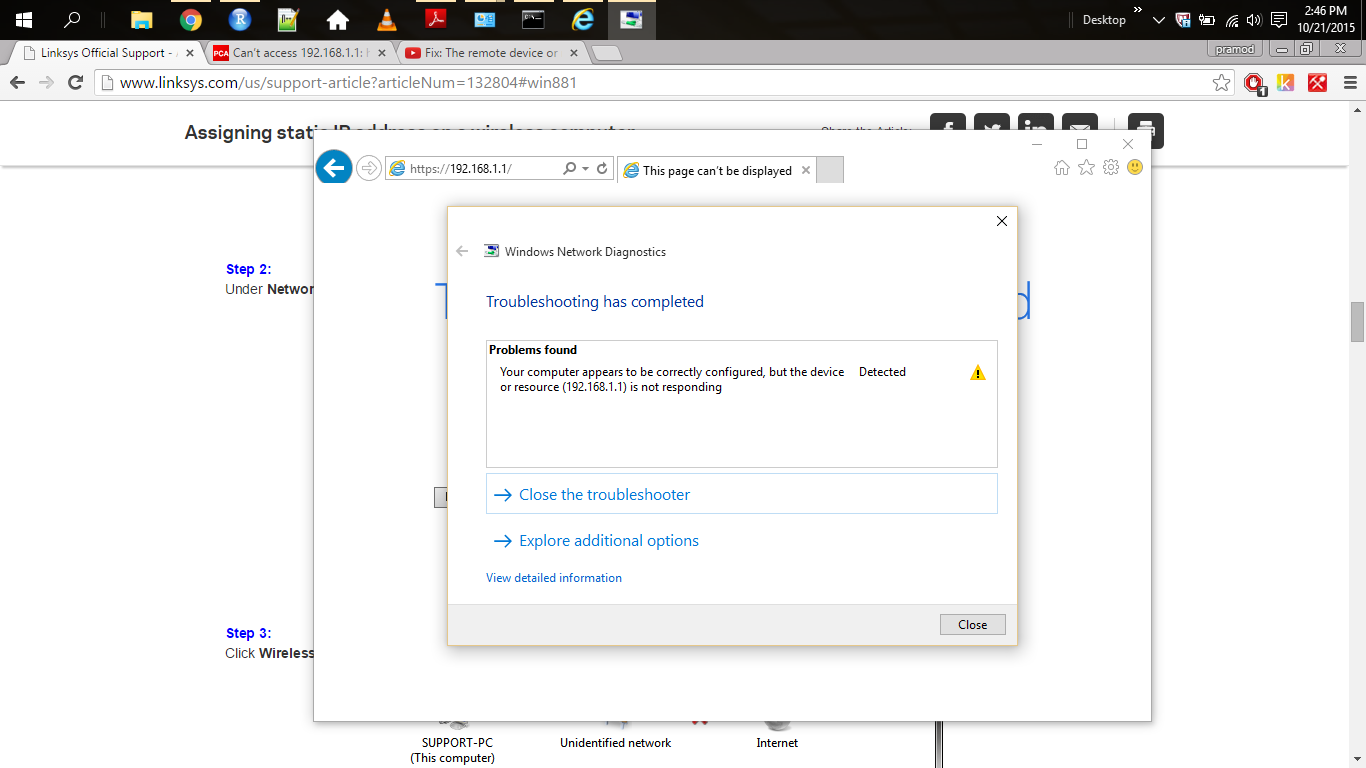 Desktop
»
2:46 PM
10/21/2015
Linksys Official Support - 
Can't access 192.168.1.1:
Fix: The remote device or
pramod
www.linksys.com/us/support-article?articleNum=132804#win881
1
Assigning static IP address on a wireless computer
Share the Article:
https://192.168.1.1/
This page can't be displayed
Windows Network Diagnostics
Step 2:
Under Networ
Troubleshooting has completed
T
d
Problems found
Your computer appears to be correctly configured, but the device
or resource (192.168.1.1) is not responding
Detected
Close the troubleshooter
Explore additional options
View detailed information
Close
Step 3:
Click Wireless
SUPPORT-PC
(This computer)
Unidentified network
Internet